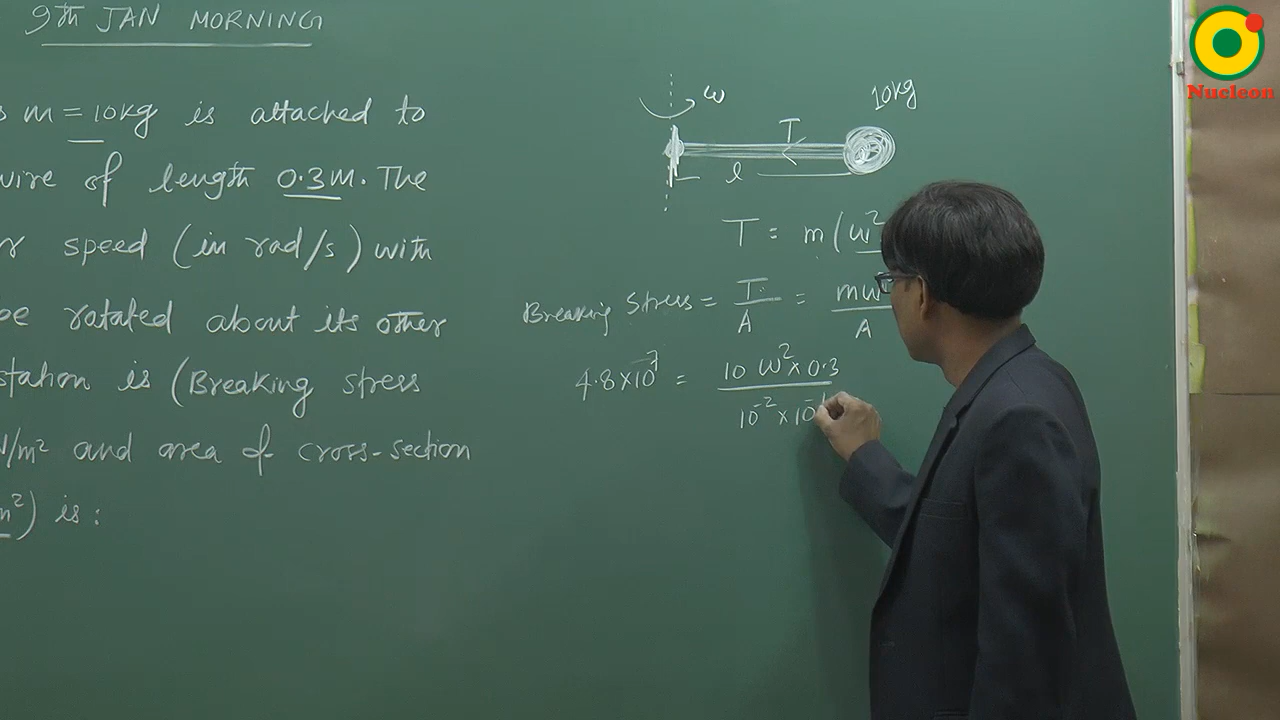 9th JAN MORNING
Nucleon
m = 10kg is attached to
wire of length 0.3m. The
speed (in rad/s) with
be rotated about its other
station is (Breaking stress
N/m² and area of cross-section
m²) is:
ω
10kg
T
l
T = m(ω²
Breaking Stress = T/A = mω/A
4.8×10⁷ = 10 ω²×0.3 / 10⁻²×10⁻⁴